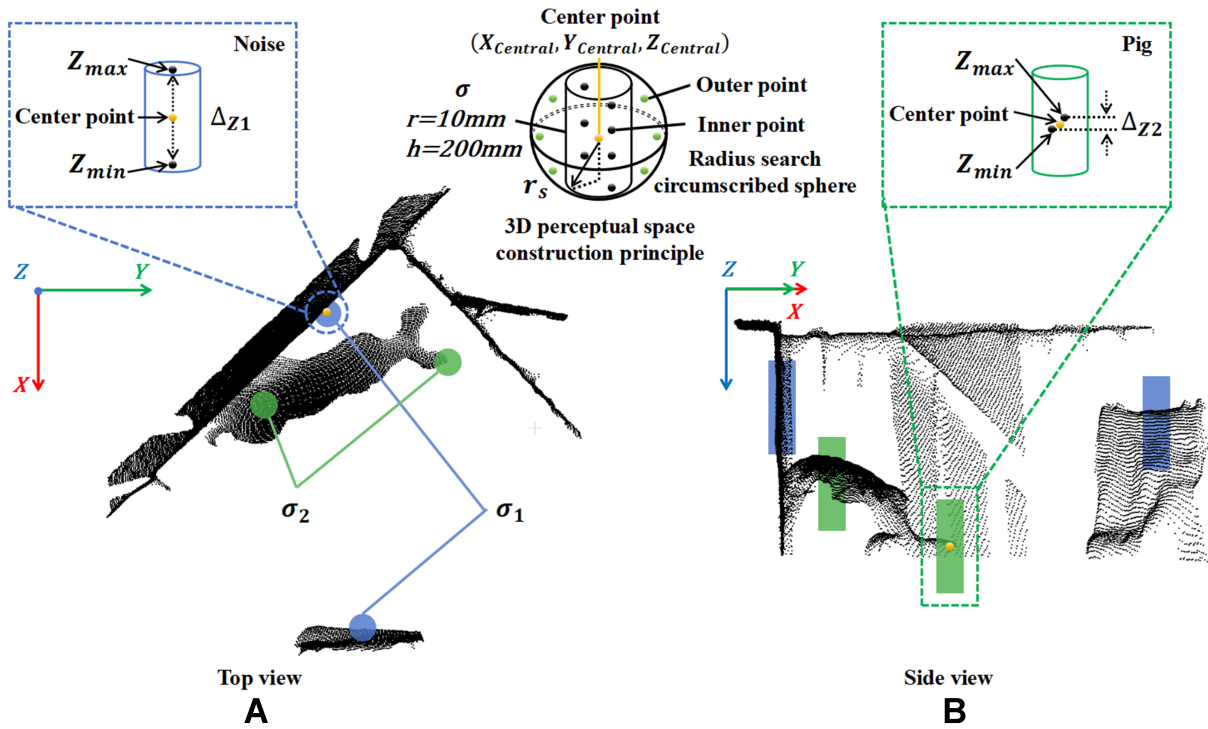 Noise
Z_max
Center point
Δ_Z1
Z_min
Center point
(X_Central, Y_Central, Z_Central)
σ
r=10mm
h=200mm
Outer point
Inner point
Radius search
circumscribed sphere
r_s
3D perceptual space
construction principle
Pig
Z_max
Center point
Δ_Z2
Z_min
Z
Y
X
σ_2
σ_1
Top view
A
Z
Y
X
Side view
B